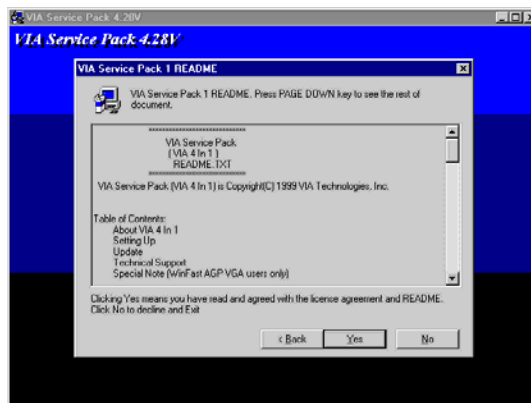 VIA Service Pack 4.28V
VIA Service Pack 4.28V
VIA Service Pack 1 README
VIA Service Pack 1 README. Press PAGE DOWN key to see the rest of
document.
============================
VIA Service Pack
( VIA 4 In 1 )
README.TXT
============================
VIA Service Pack (VIA 4 In 1) is Copyright(C) 1999 VIA Technologies, Inc.
Table of Contents:
About VIA 4 In 1
Setting Up
Update
Technical Support
Special Note (WinFast AGP VGA users only)
Clicking Yes means you have read and agreed with the license agreement and README.
Click No to decline and Exit
< Back
Yes
No